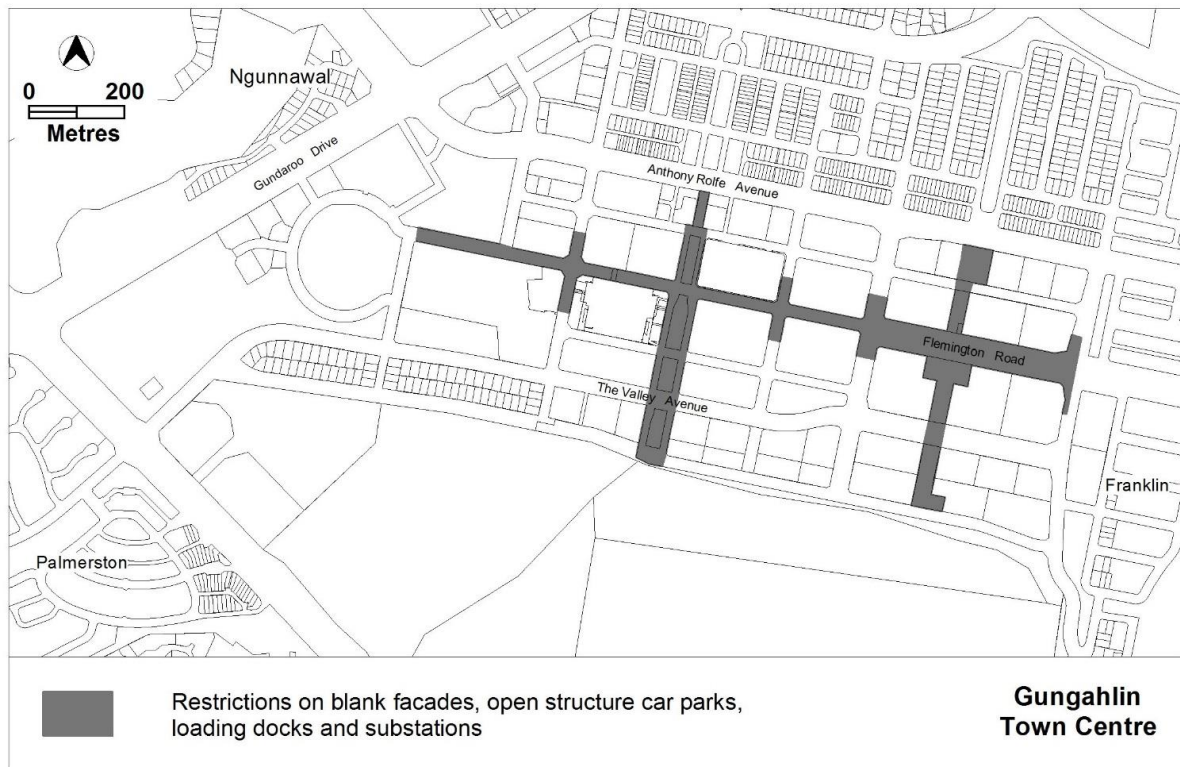 Ngunnawal
0 200
Metres
Gundaroo Drive
Anthony Rolfe Avenue
Flemington Road
The Valley Avenue
Franklin
Palmerston
Restrictions on blank facades, open structure car parks,
loading docks and substations
Gungahlin
Town Centre